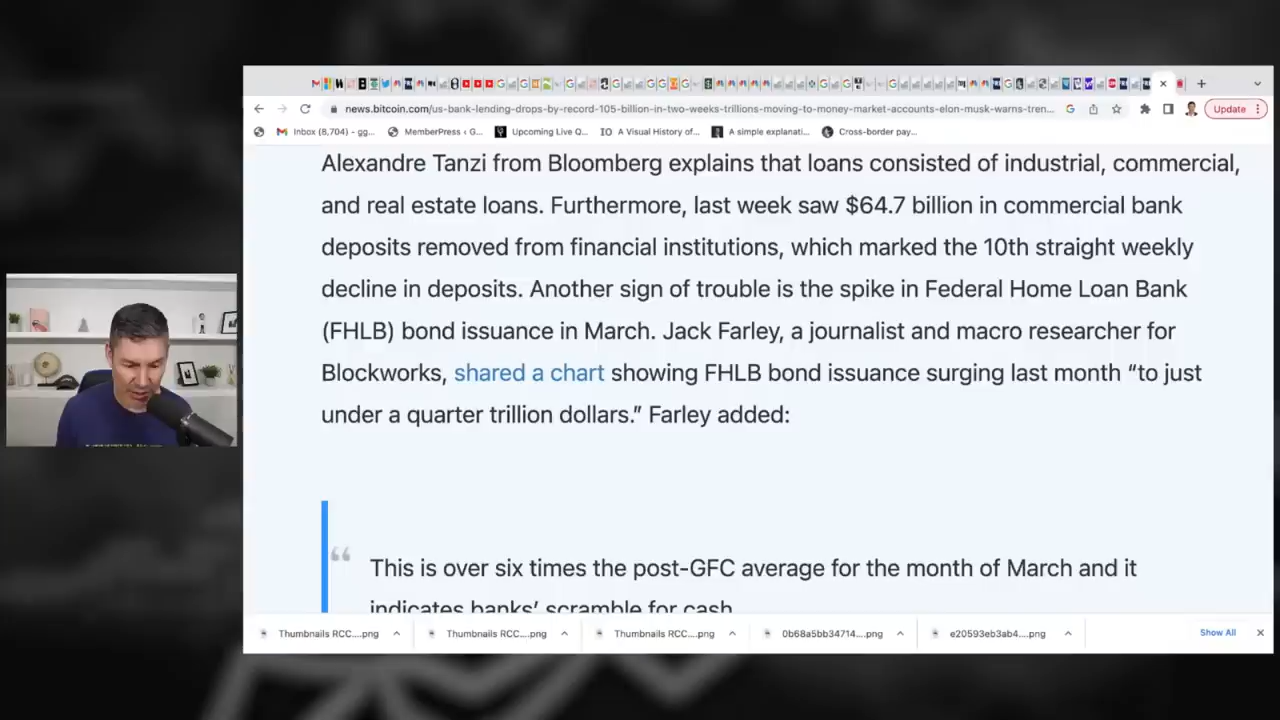 news.bitcoin.com/us-bank-lending-drops-by-record-105-billion-in-two-weeks-trillions-moving-to-money-market-accounts-elon-musk-warns-tren...
Update
Inbox (8,704) - gg...
MemberPress ‹ G...
Upcoming Live Q...
IO A Visual History of...
A simple explanati...
Cross-border pay...
Alexandre Tanzi from Bloomberg explains that loans consisted of industrial, commercial,
and real estate loans. Furthermore, last week saw $64.7 billion in commercial bank
deposits removed from financial institutions, which marked the 10th straight weekly
decline in deposits. Another sign of trouble is the spike in Federal Home Loan Bank
(FHLB) bond issuance in March. Jack Farley, a journalist and macro researcher for
Blockworks, shared a chart showing FHLB bond issuance surging last month “to just
under a quarter trillion dollars.” Farley added:
“ This is over six times the post-GFC average for the month of March and it
indicates banks’ scramble for cash
Thumbnails RCC....png
Thumbnails RCC....png
Thumbnails RCC....png
0b68a5bb34714...png
e20593eb3ab4....png
Show All